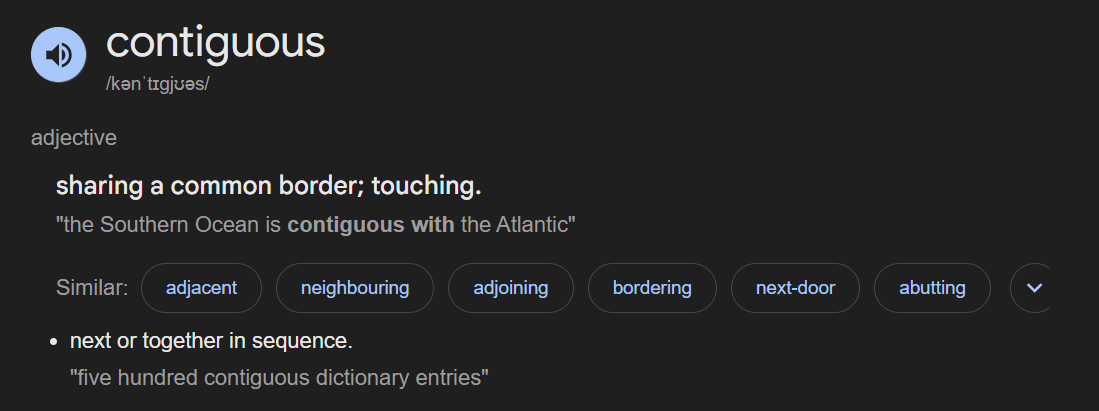 contiguous
/kənˈtɪɡjʊəs/
adjective
sharing a common border; touching.
"the Southern Ocean is contiguous with the Atlantic"
Similar: adjacent neighbouring adjoining bordering next-door abutting
• next or together in sequence.
"five hundred contiguous dictionary entries"